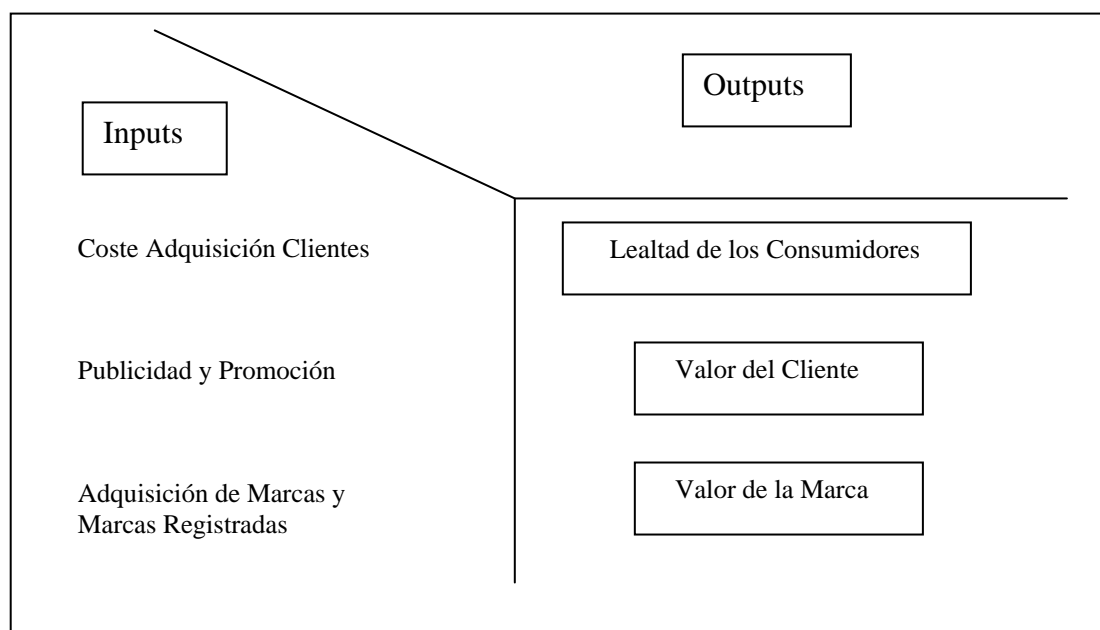 Outputs
Inputs
Coste Adquisición Clientes
Lealtad de los Consumidores
Publicidad y Promoción
Valor del Cliente
Adquisición de Marcas y
Marcas Registradas
Valor de la Marca